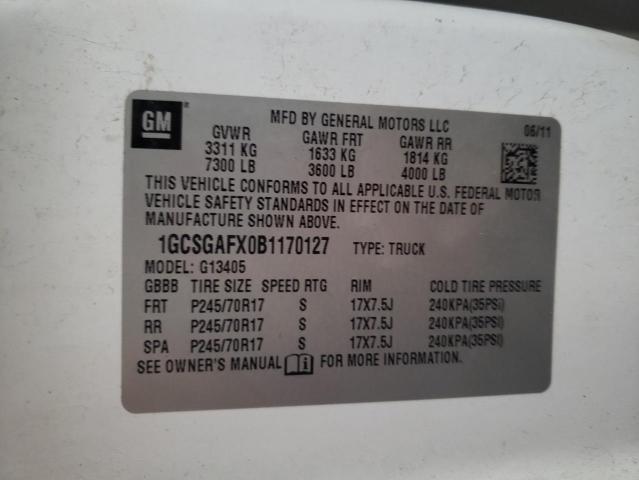 GM ® MFD BY GENERAL MOTORS LLC 06/11
GVWR GAWR FRT GAWR RR
3311 KG 1633 KG 1814 KG
7300 LB 3600 LB 4000 LB
THIS VEHICLE CONFORMS TO ALL APPLICABLE U.S. FEDERAL MOTOR
VEHICLE SAFETY STANDARDS IN EFFECT ON THE DATE OF
MANUFACTURE SHOWN ABOVE.
1GCSGAFX0B1170127 TYPE: TRUCK
MODEL: G13405
GBBB TIRE SIZE SPEED RTG RIM COLD TIRE PRESSURE
FRT P245/70R17 S 17X7.5J 240KPA(35PSI)
RR P245/70R17 S 17X7.5J 240KPA(35PSI)
SPA P245/70R17 S 17X7.5J 240KPA(35PSI)
SEE OWNER'S MANUAL FOR MORE INFORMATION.